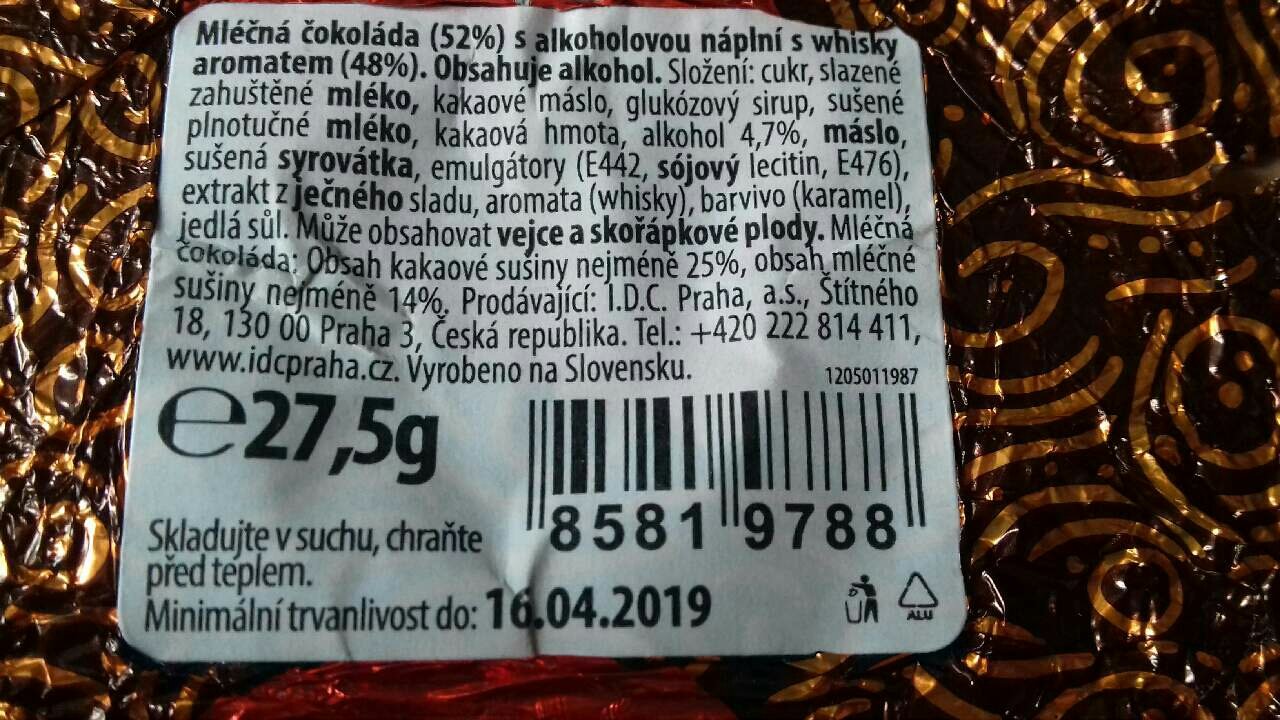 Mléčná čokoláda (52%) s alkoholovou náplní s whisky
aromatem (48%). Obsahuje alkohol. Složení: cukr, slazené
zahuštěné mléko, kakaové máslo, glukózový sirup, sušené
plnotučné mléko, kakaová hmota, alkohol 4,7%, máslo,
sušená syrovátka, emulgátory (E442, sójový lecitin, E476),
extrakt z ječného sladu, aromata (whisky), barvivo (karamel),
jedlá sůl. Může obsahovat vejce a skořápkové plody. Mléčná
čokoláda: Obsah kakaové sušiny nejméně 25%, obsah mléčné
sušiny nejméně 14%. Prodávající: I.D.C. Praha, a.s., Štítného
18, 130 00 Praha 3, Česká republika. Tel.: +420 222 814 411,
www.idcpraha.cz. Vyrobeno na Slovensku.
1205011987
e27,5g
8581 9788
Skladujte v suchu, chraňte
před teplem.
Minimální trvanlivost do: 16.04.2019
ALU